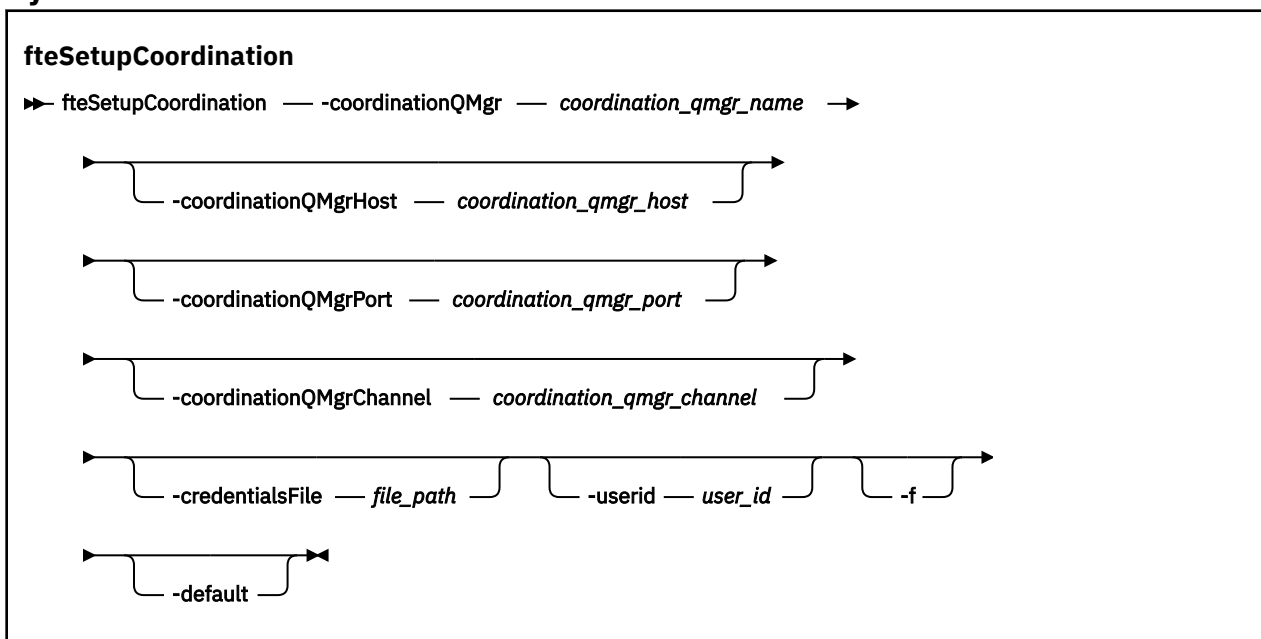 fteSetupCoordination
fteSetupCoordination -coordinationQMgr coordination_qmgr_name
-coordinationQMgrHost coordination_qmgr_host
-coordinationQMgrPort coordination_qmgr_port
-coordinationQMgrChannel coordination_qmgr_channel
-credentialsFile file_path -userid user_id -f
-default